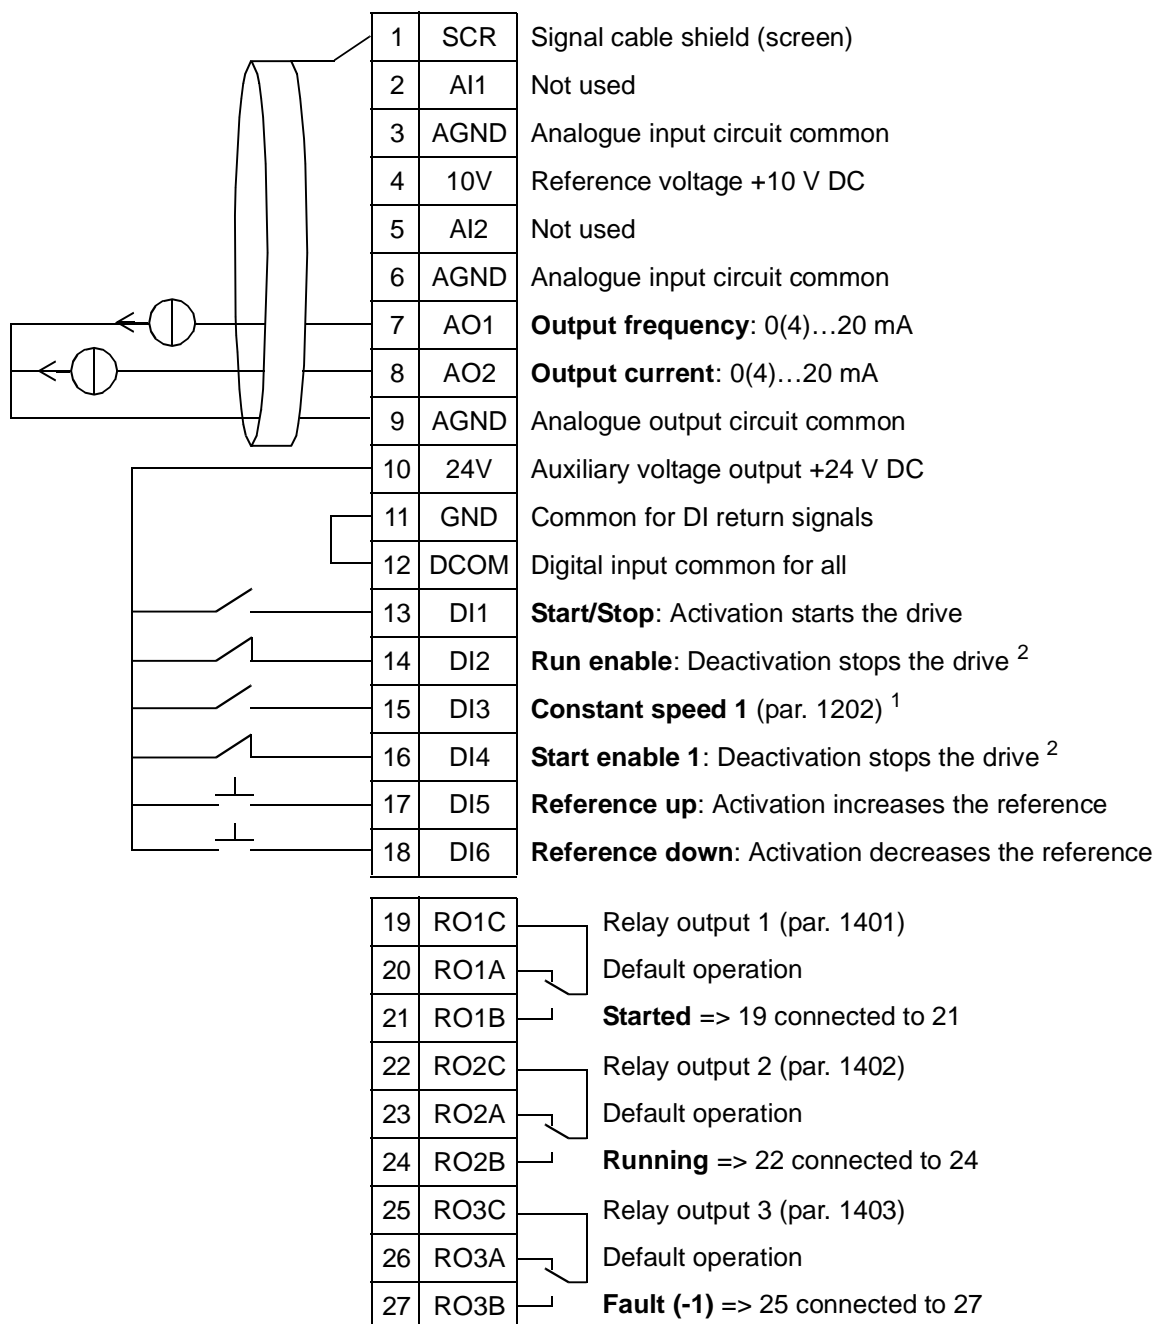 1 SCR Signal cable shield (screen)
2 AI1 Not used
3 AGND Analogue input circuit common
4 10V Reference voltage +10 V DC
5 AI2 Not used
6 AGND Analogue input circuit common
7 AO1 Output frequency: 0(4)…20 mA
8 AO2 Output current: 0(4)…20 mA
9 AGND Analogue output circuit common
10 24V Auxiliary voltage output +24 V DC
11 GND Common for DI return signals
12 DCOM Digital input common for all
13 DI1 Start/Stop: Activation starts the drive
14 DI2 Run enable: Deactivation stops the drive 2
15 DI3 Constant speed 1 (par. 1202) 1
16 DI4 Start enable 1: Deactivation stops the drive 2
17 DI5 Reference up: Activation increases the reference
18 DI6 Reference down: Activation decreases the reference
19 RO1C Relay output 1 (par. 1401)
20 RO1A Default operation
21 RO1B Started => 19 connected to 21
22 RO2C Relay output 2 (par. 1402)
23 RO2A Default operation
24 RO2B Running => 22 connected to 24
25 RO3C Relay output 3 (par. 1403)
26 RO3A Default operation
27 RO3B Fault (-1) => 25 connected to 27